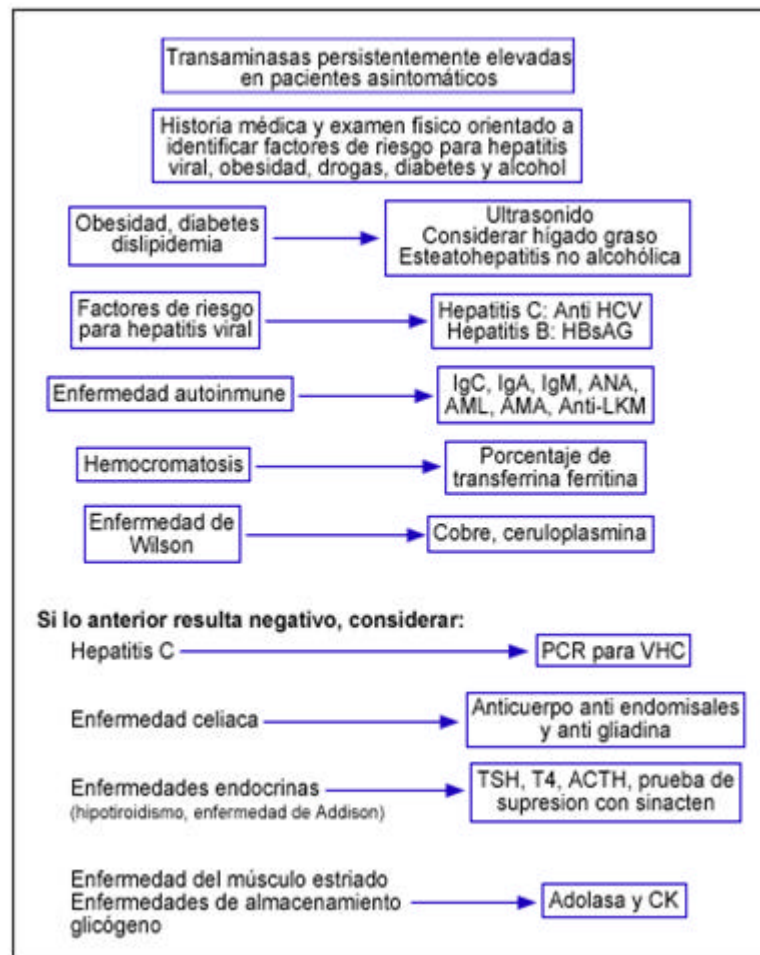 Transaminasas persistentemente elevadas
en pacientes asintomáticos
Historia médica y examen físico orientado a
identificar factores de riesgo para hepatitis
viral, obesidad, drogas, diabetes y alcohol
Obesidad, diabetes
dislipidemia
Ultrasonido
Considerar hígado graso
Esteatohepatitis no alcohólica
Factores de riesgo
para hepatitis viral
Hepatitis C: Anti HCV
Hepatitis B: HBsAG
Enfermedad autoinmune
IgC, IgA, IgM, ANA,
AML, AMA, Anti-LKM
Hemocromatosis
Porcentaje de
transferrina ferritina
Enfermedad de
Wilson
Cobre, ceruloplasmina
Si lo anterior resulta negativo, considerar:
Hepatitis C
PCR para VHC
Enfermedad celiaca
Anticuerpo anti endomisales
y anti gliadina
Enfermedades endocrinas
(hipotiroidismo, enfermedad de Addison)
TSH, T4, ACTH, prueba de
supresion con sinacten
Enfermedad del músculo estriado
Enfermedades de almacenamiento
glicógeno
Adolasa y CK